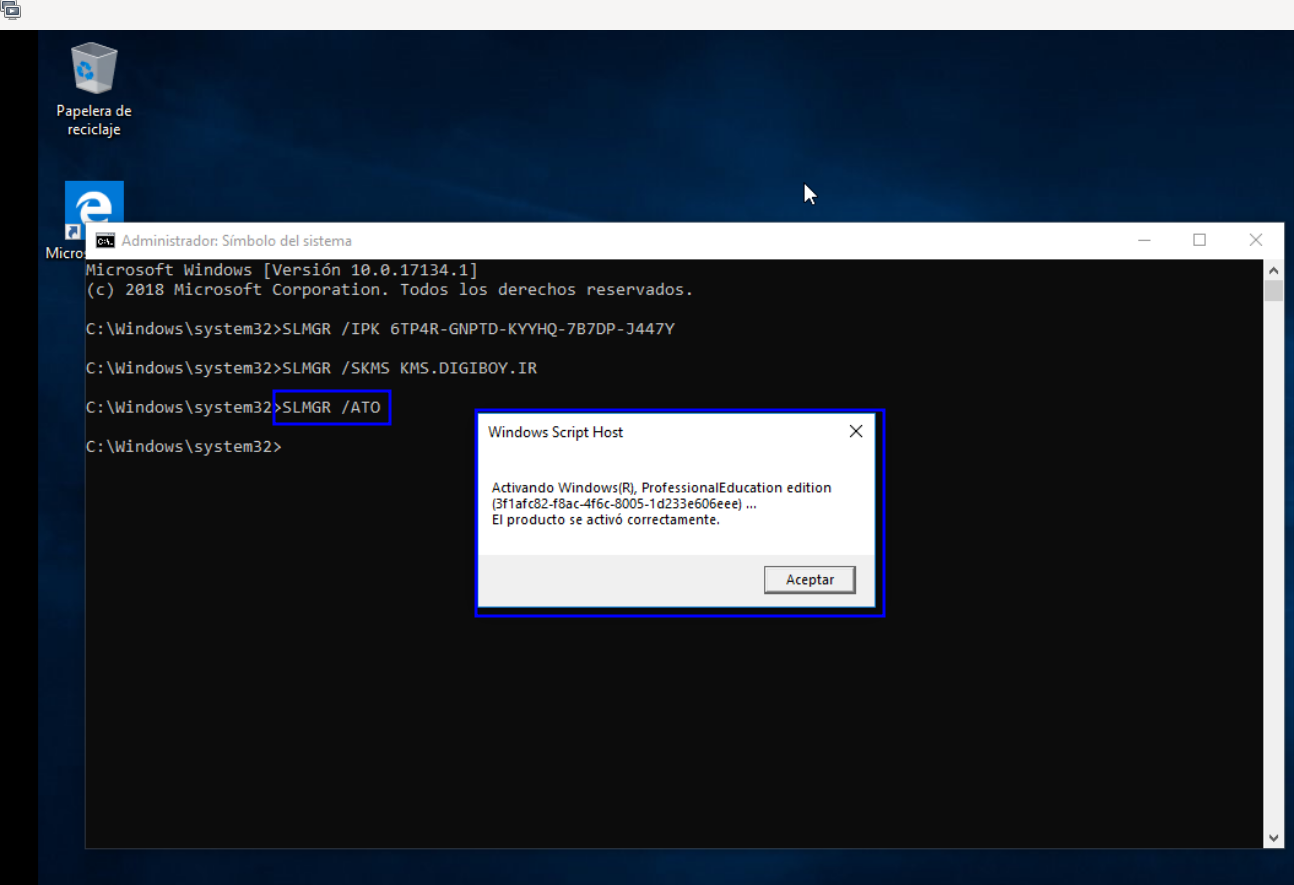 Papelera de
reciclaje
Micro
Administrador: Símbolo del sistema
Microsoft Windows [Versión 10.0.17134.1]
(c) 2018 Microsoft Corporation. Todos los derechos reservados.
C:\Windows\system32>SLMGR /IPK 6TP4R-GNPTD-KYYHQ-7B7DP-J447Y
C:\Windows\system32>SLMGR /SKMS KMS.DIGIBOY.IR
C:\Windows\system32>SLMGR /ATO
C:\Windows\system32>
Windows Script Host
Activando Windows(R), ProfessionalEducation edition
(3f1afc82-f8ac-4f6c-8005-1d233e606eee) ...
El producto se activó correctamente.
Aceptar